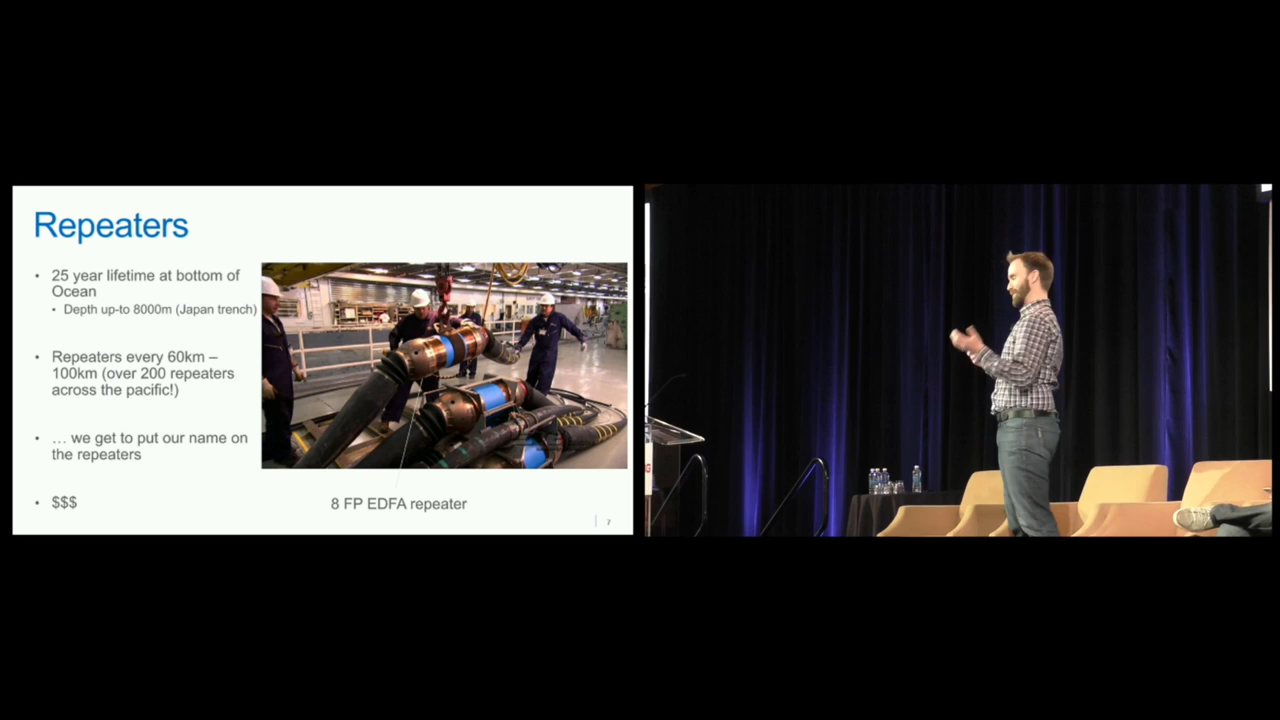 Repeaters
• 25 year lifetime at bottom of
Ocean
• Depth up-to 8000m (Japan trench)
• Repeaters every 60km –
100km (over 200 repeaters
across the pacific!)
• … we get to put our name on
the repeaters
• $$$
8 FP EDFA repeater
7